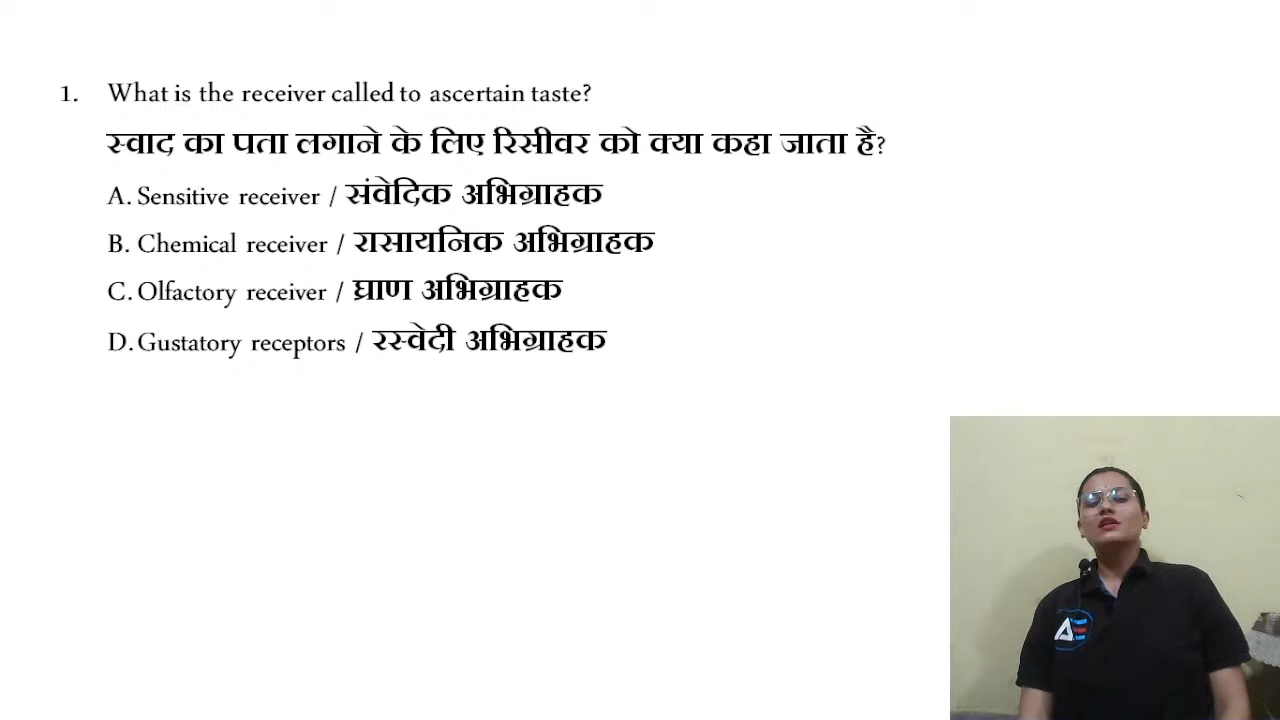 1. What is the receiver called to ascertain taste?
स्वाद का पता लगाने के लिए रिसीवर को क्या कहा जाता है?
A. Sensitive receiver / संवेदिक अभिग्राहक
B. Chemical receiver / रासायनिक अभिग्राहक
C. Olfactory receiver / घ्राण अभिग्राहक
D. Gustatory receptors / रस्वेदी अभिग्राहक
AE